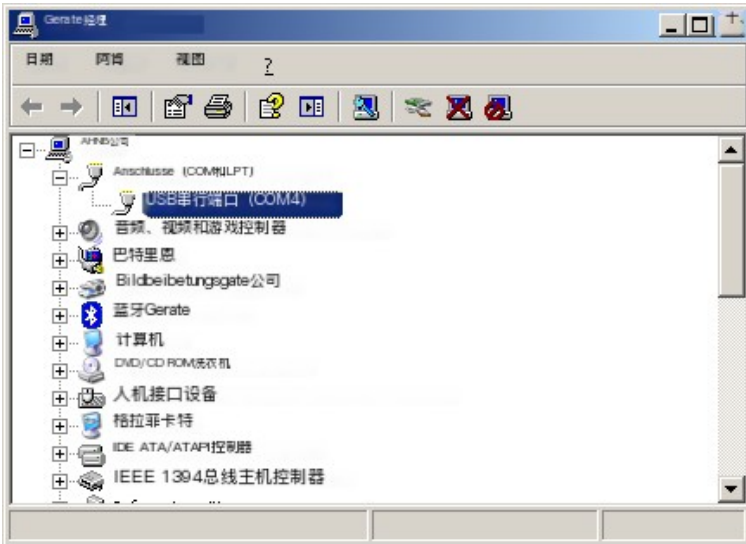 Gerate经理
日期 阿肯 视图 ?
AHNB公司
Anschlusse (COM和LPT)
USB串行端口 (COM4)
音频、视频和游戏控制器
巴特里恩
Bildbeibetungsgate公司
蓝牙Gerate
计算机
DVD/CD ROM洗衣机
人机接口设备
格拉菲卡特
IDE ATA/ATAPI控制器
IEEE 1394总线主机控制器